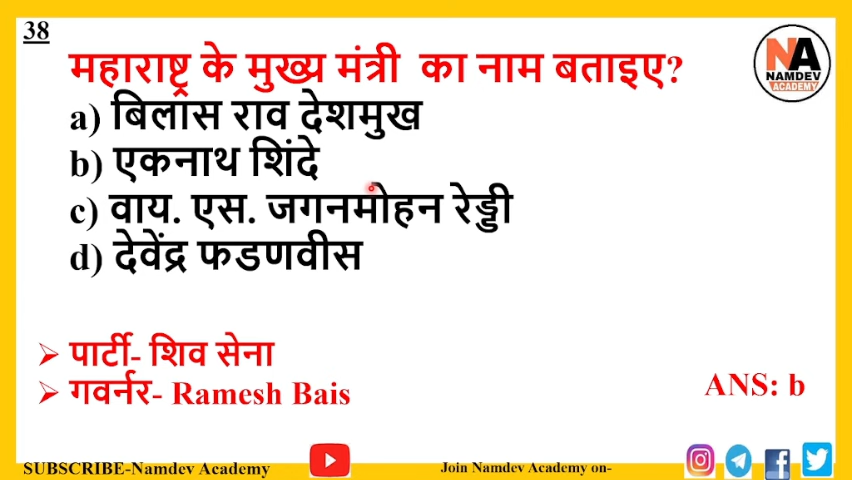 38
महाराष्ट्र के मुख्य मंत्री का नाम बताइए?
NA
NAMDEV
ACADEMY
a) बिलास राव देशमुख
b) एकनाथ शिंदे
c) वाय. एस. जगनमोहन रेड्डी
d) देवेंद्र फडणवीस
➢ पार्टी- शिव सेना
➢ गवर्नर- Ramesh Bais
ANS: b
SUBSCRIBE-Namdev Academy
Join Namdev Academy on-